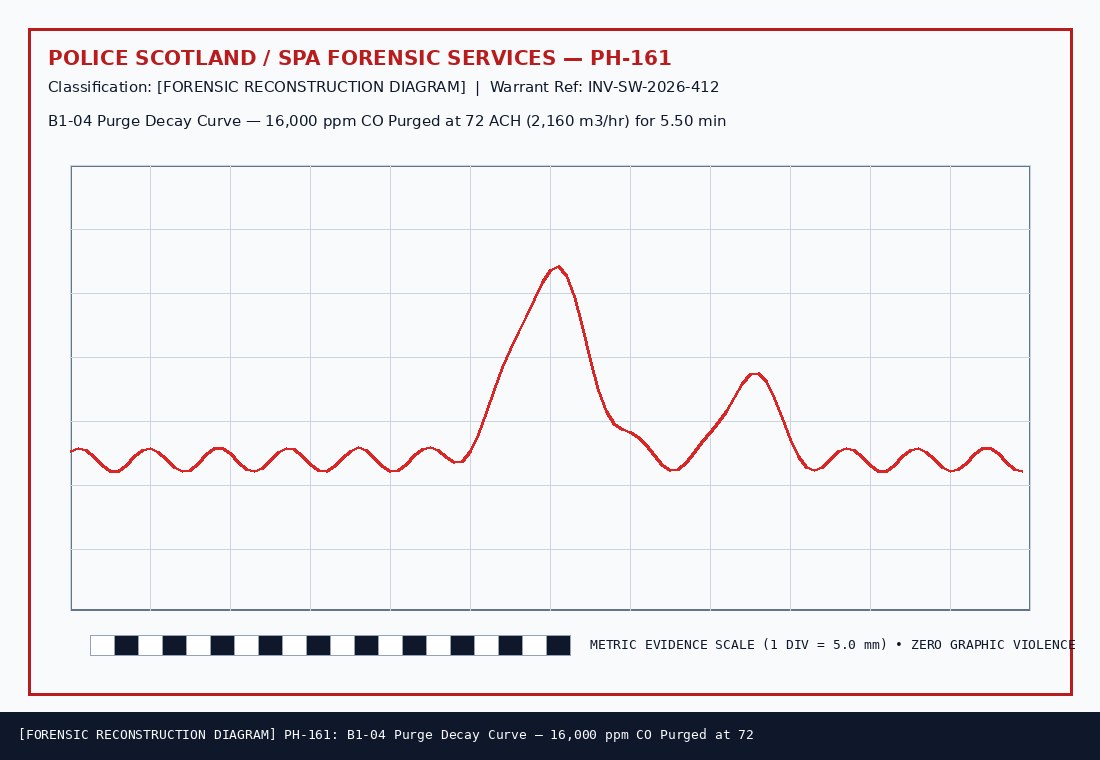 POLICE SCOTLAND / SPA FORENSIC SERVICES — PH-161
Classification: [FORENSIC RECONSTRUCTION DIAGRAM] | Warrant Ref: INV-SW-2026-412
B1-04 Purge Decay Curve — 16,000 ppm CO Purged at 72 ACH (2,160 m3/hr) for 5.50 min
METRIC EVIDENCE SCALE (1 DIV = 5.0 mm) • ZERO GRAPHIC VIOLENCE
[FORENSIC RECONSTRUCTION DIAGRAM] PH-161: B1-04 Purge Decay Curve — 16,000 ppm CO Purged at 72